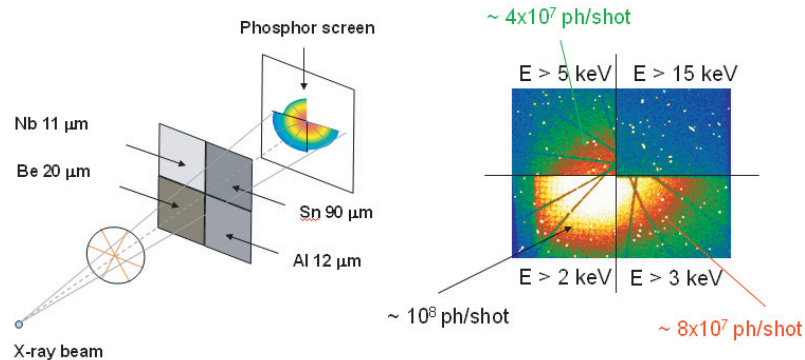 Phosphor screen
Nb 11 µm
Be 20 µm
Sn 90 µm
Al 12 µm
X-ray beam
~ 4x10⁷ ph/shot
E > 5 keV
E > 15 keV
E > 2 keV
E > 3 keV
~ 10⁸ ph/shot
~ 8x10⁷ ph/shot